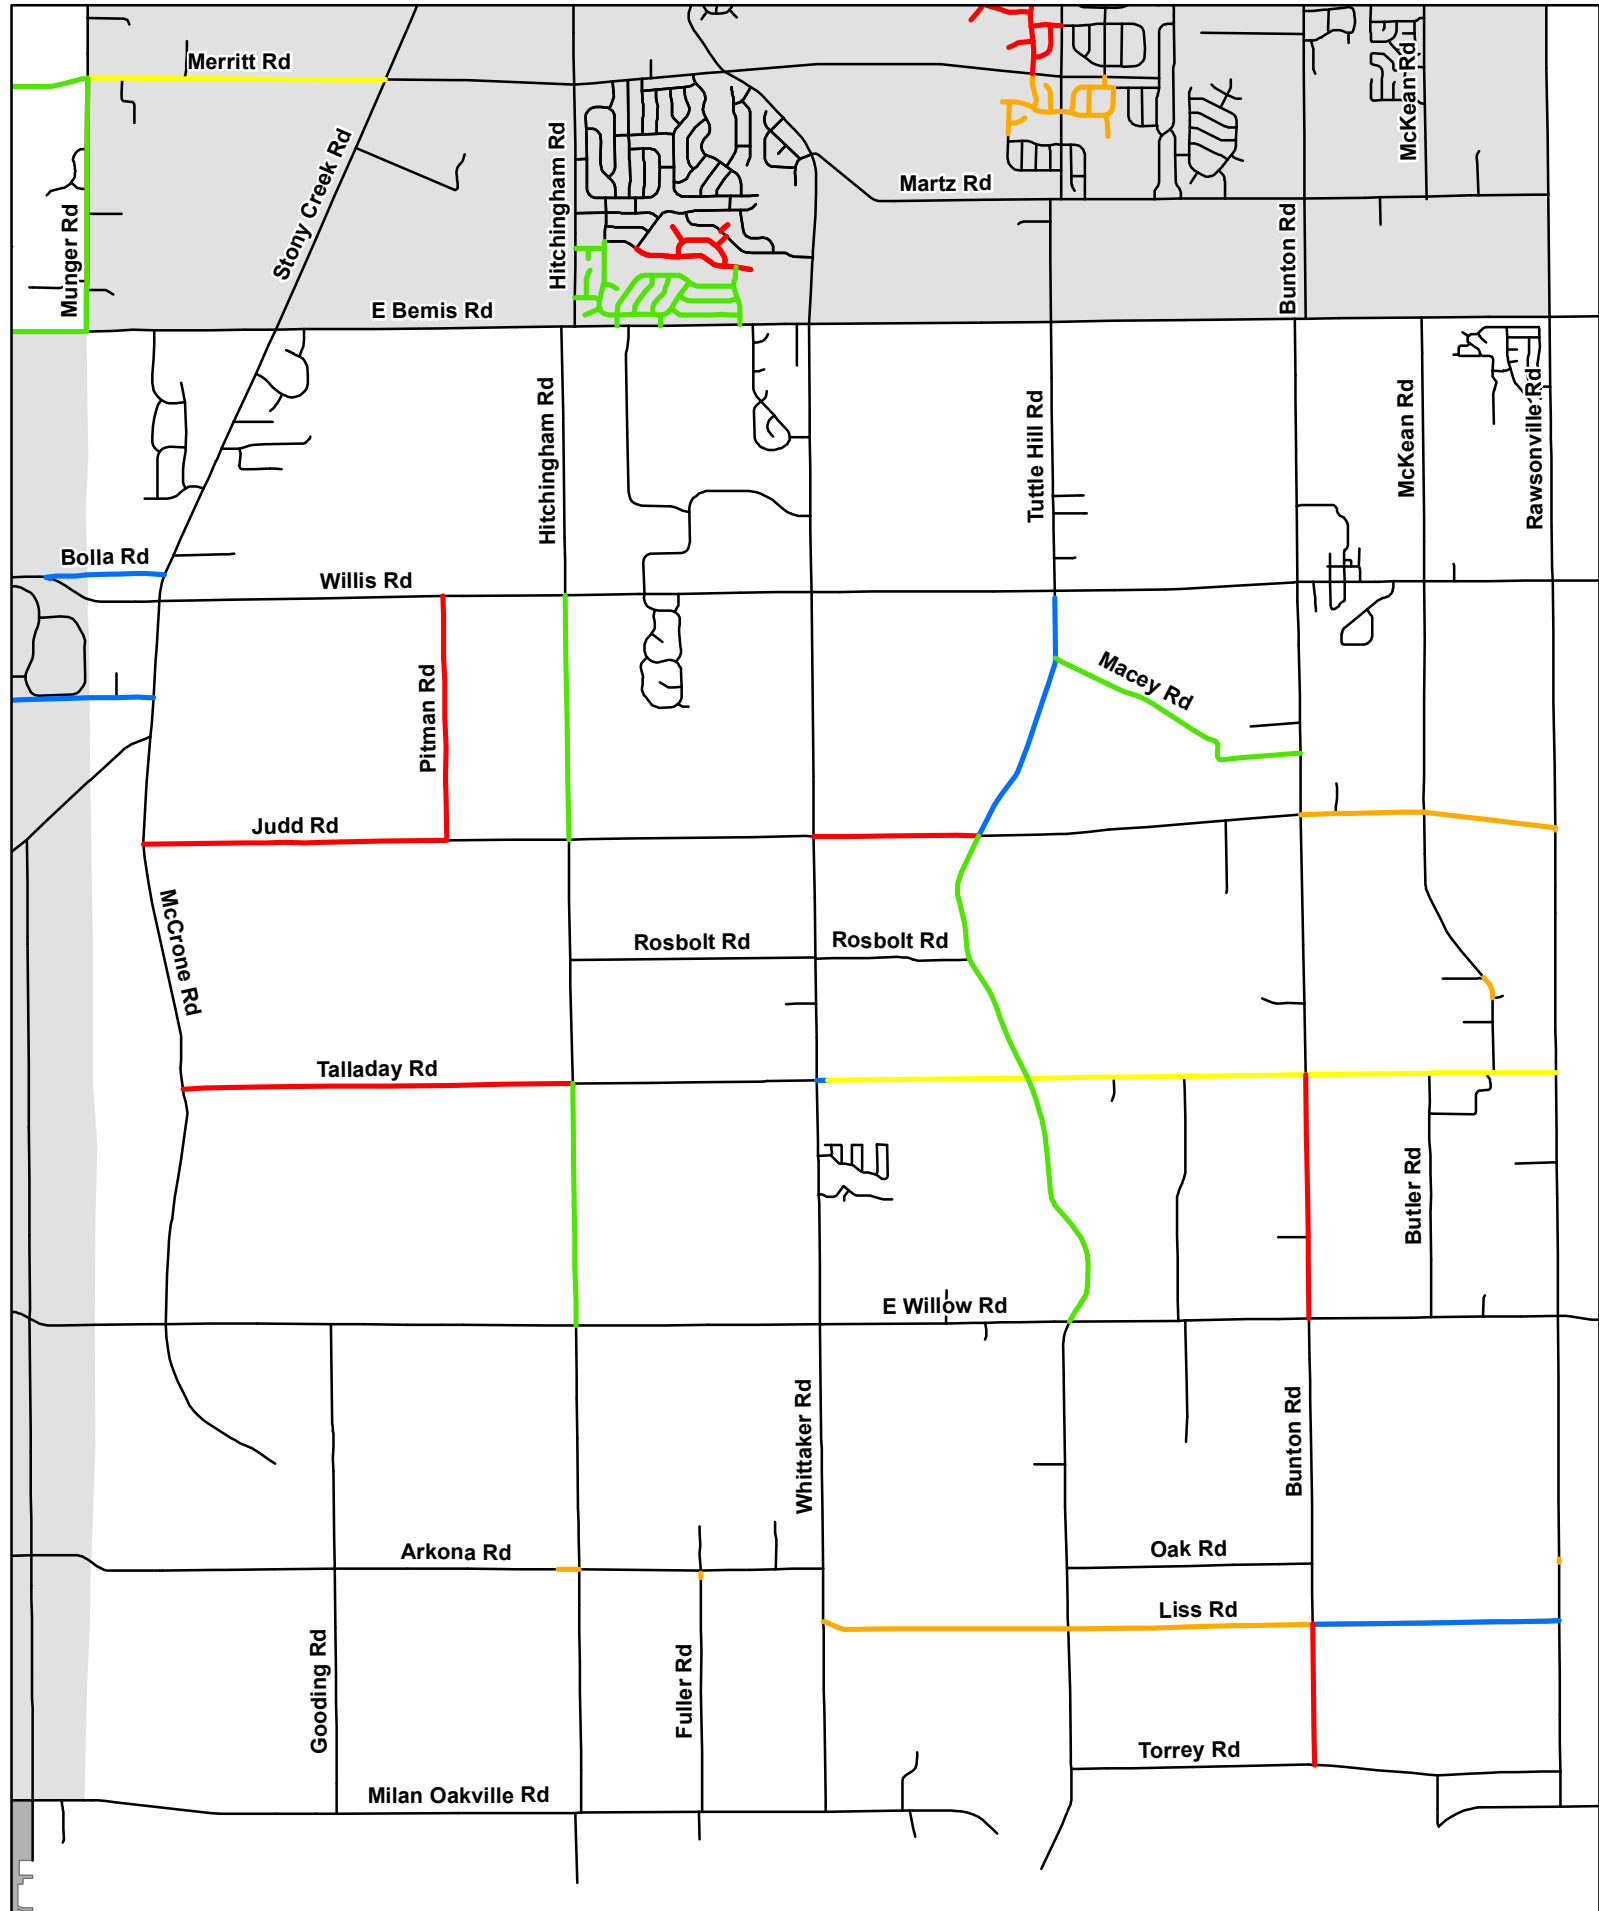 Merritt Rd
McKean Rd
Stony Creek Rd
Hitchingham Rd
Martz Rd
Munger Rd
Bunton Rd
E Bemis Rd
Hitchingham Rd
Tuttle Hill Rd
McKean Rd
Rawsonville Rd
Bolla Rd
Willis Rd
Pitman Rd
Macey Rd
Judd Rd
McCrone Rd
Rosbolt Rd
Rosbolt Rd
Talladay Rd
Butler Rd
E Willow Rd
Whittaker Rd
Bunton Rd
Arkona Rd
Oak Rd
Liss Rd
Gooding Rd
Fuller Rd
Torrey Rd
Milan Oakville Rd